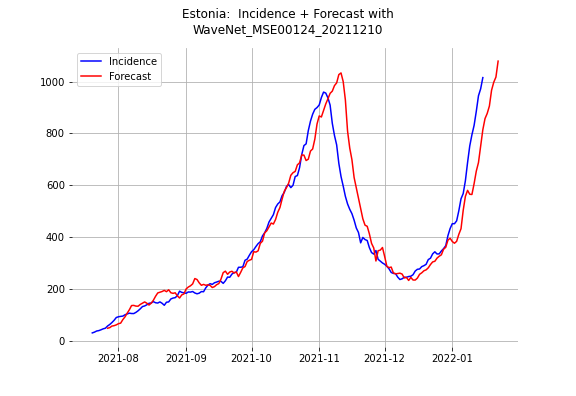 Estonia:  Incidence + Forecast with
WaveNet_MSE00124_20211210
Incidence
Forecast
1000
800
600
400
200
0
2021-08 2021-09 2021-10 2021-11 2021-12 2022-01